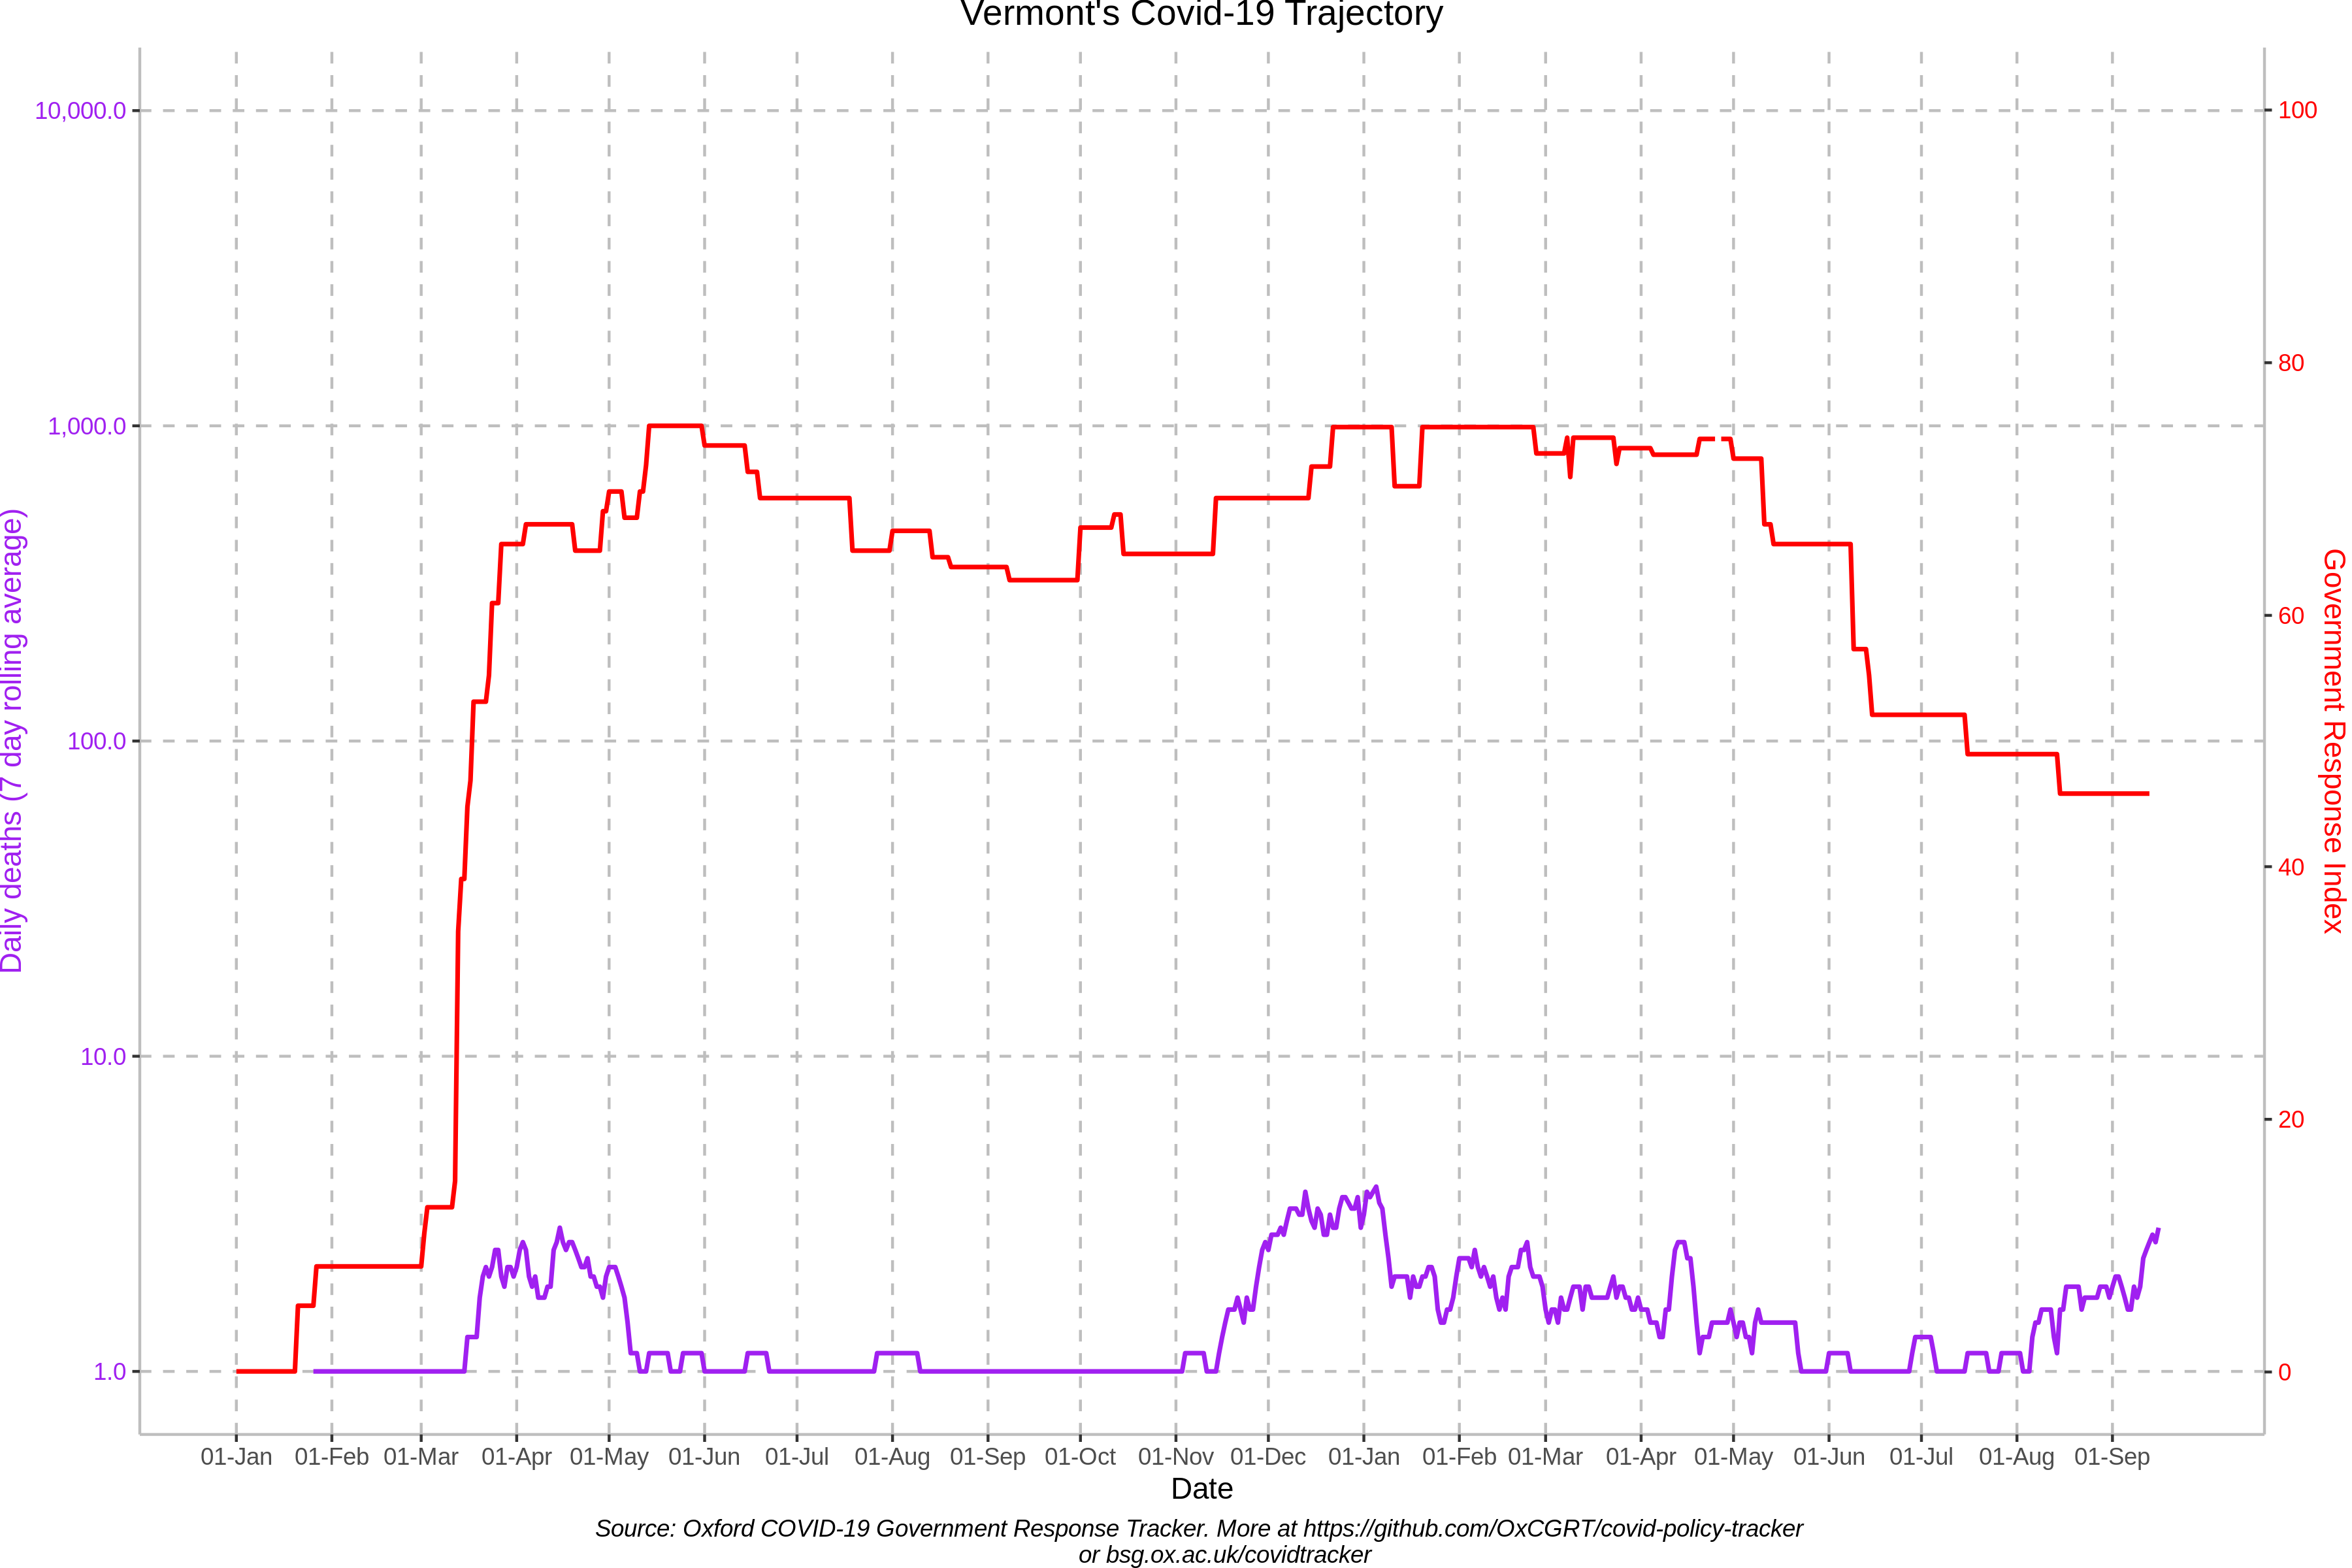 Vermont's Covid-19 Trajectory
10,000.0
1,000.0
100.0
10.0
1.0
Daily deaths (7 day rolling average)
100
80
60
40
20
0
Government Response Index
01-Jan 01-Feb 01-Mar 01-Apr 01-May 01-Jun 01-Jul 01-Aug 01-Sep 01-Oct 01-Nov 01-Dec 01-Jan 01-Feb 01-Mar 01-Apr 01-May 01-Jun 01-Jul 01-Aug 01-Sep
Date
Source: Oxford COVID-19 Government Response Tracker. More at https://github.com/OxCGRT/covid-policy-tracker
or bsg.ox.ac.uk/covidtracker